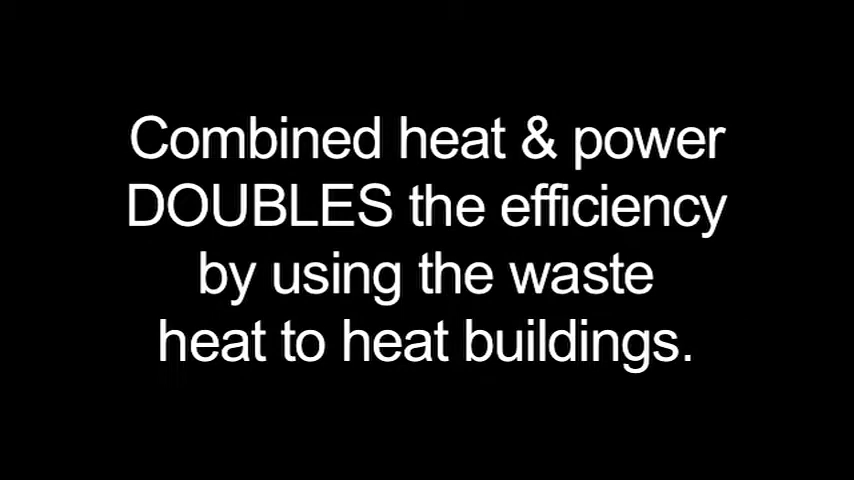 Combined heat & power
DOUBLES the efficiency
by using the waste
heat to heat buildings.